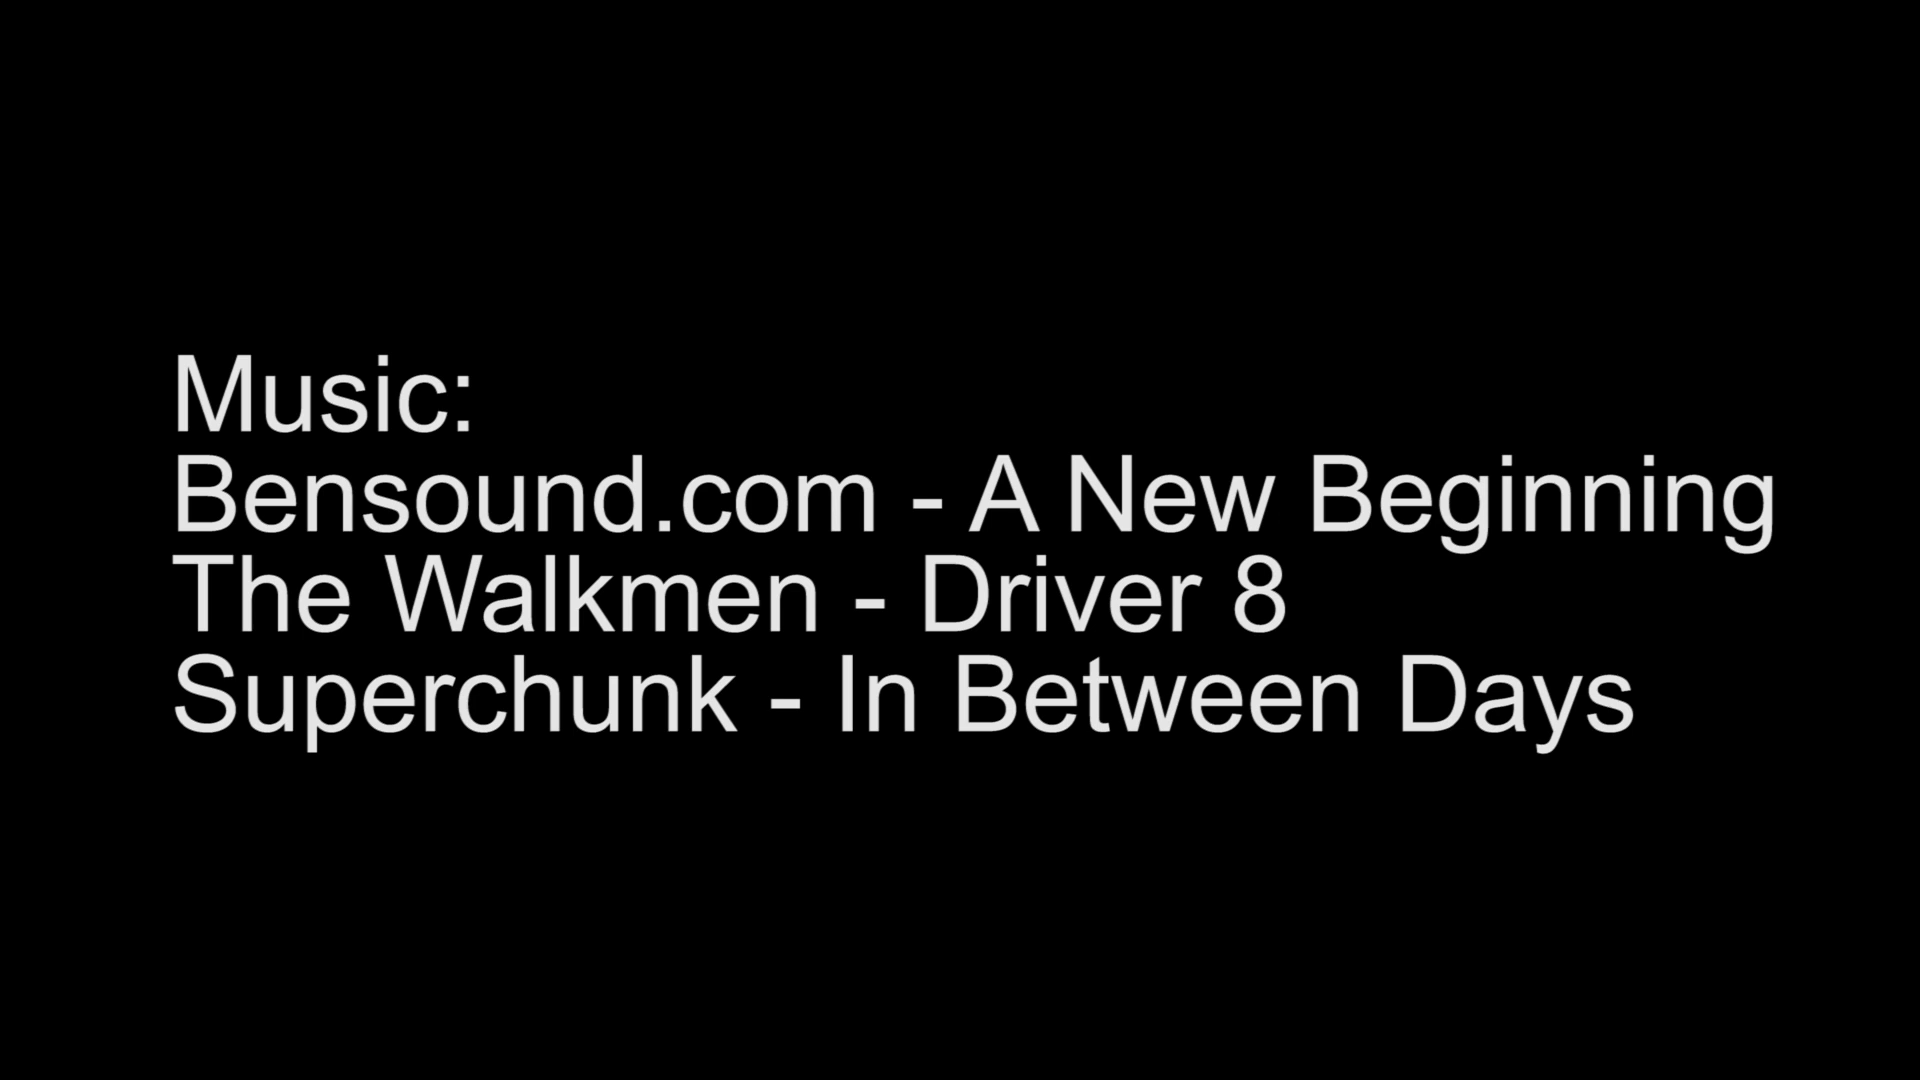 Music:
Bensound.com - A New Beginning
The Walkmen - Driver 8
Superchunk - In Between Days